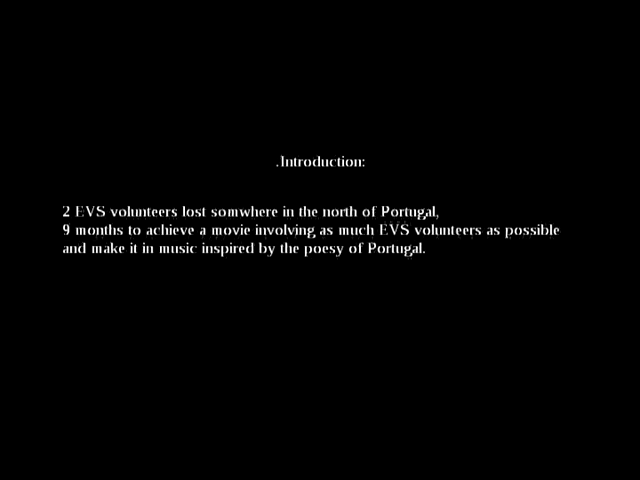 .Introduction:
2 EVS volunteers lost somwhere in the north of Portugal,
9 months to achieve a movie involving as much EVS volunteers as possible
and make it in music inspired by the poesy of Portugal.